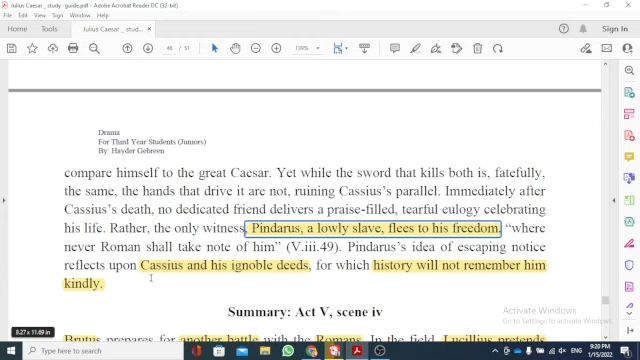 Julius Caesar_ study -guide.pdf - Adobe Acrobat Reader DC (32-bit)
File Edit View Sign Window Help
Home Tools Julius Caesar_ study ... × Sign In
46 / 51 139%
Drama
For Third Year Students (Juniors)
By: Hayder Gebreen
compare himself to the great Caesar. Yet while the sword that kills both is, fatefully,
the same, the hands that drive it are not, ruining Cassius's parallel. Immediately after
Cassius's death, no dedicated friend delivers a praise-filled, tearful eulogy celebrating
his life. Rather, the only witness, Pindarus, a lowly slave, flees to his freedom, “where
never Roman shall take note of him” (V.iii.49). Pindarus's idea of escaping notice
reflects upon Cassius and his ignoble deeds, for which history will not remember him
kindly.
Summary: Act V, scene iv
Activate Windows
Go to Settings to activate Windows.
8.27 x 11.69 in
Brutus prepares for another battle with the Romans. In the field, Lucillius pretends
Type here to search
9:20 PM
1/15/2022